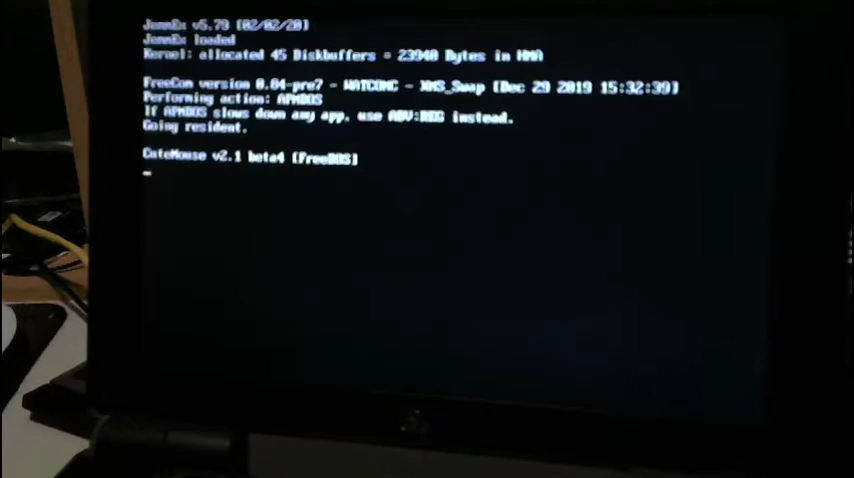 JemmEx v5.79 [02/02/20]
JemmEx loaded
Kernel: allocated 45 Diskbuffers = 23940 Bytes in HMA
FreeCom version 0.84-pre7 - WATCOMC - XMS_Swap [Dec 29 2019 15:32:39]
Performing action: APMDOS
If APMDOS slows down any app, use ADV:REG instead.
Going resident.
CuteMouse v2.1 beta4 [FreeDOS]